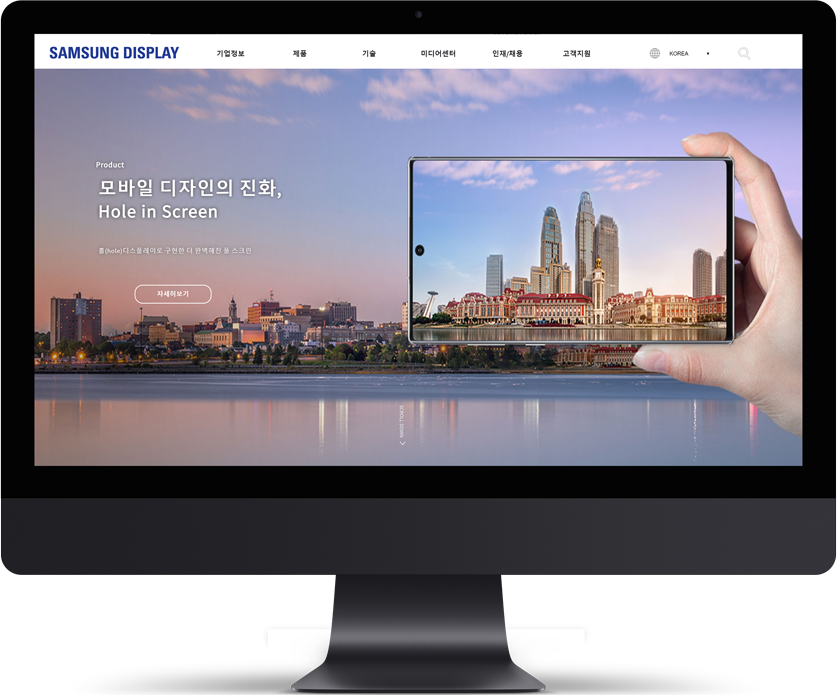 SAMSUNG DISPLAY
기업정보
제품
기술
미디어센터
인재/채용
고객지원
KOREA
Product
모바일 디자인의 진화,
Hole in Screen
홀(hole)디스플레이로 구현한 더 완벽해진 풀 스크린
자세히보기
SCROLL DOWN